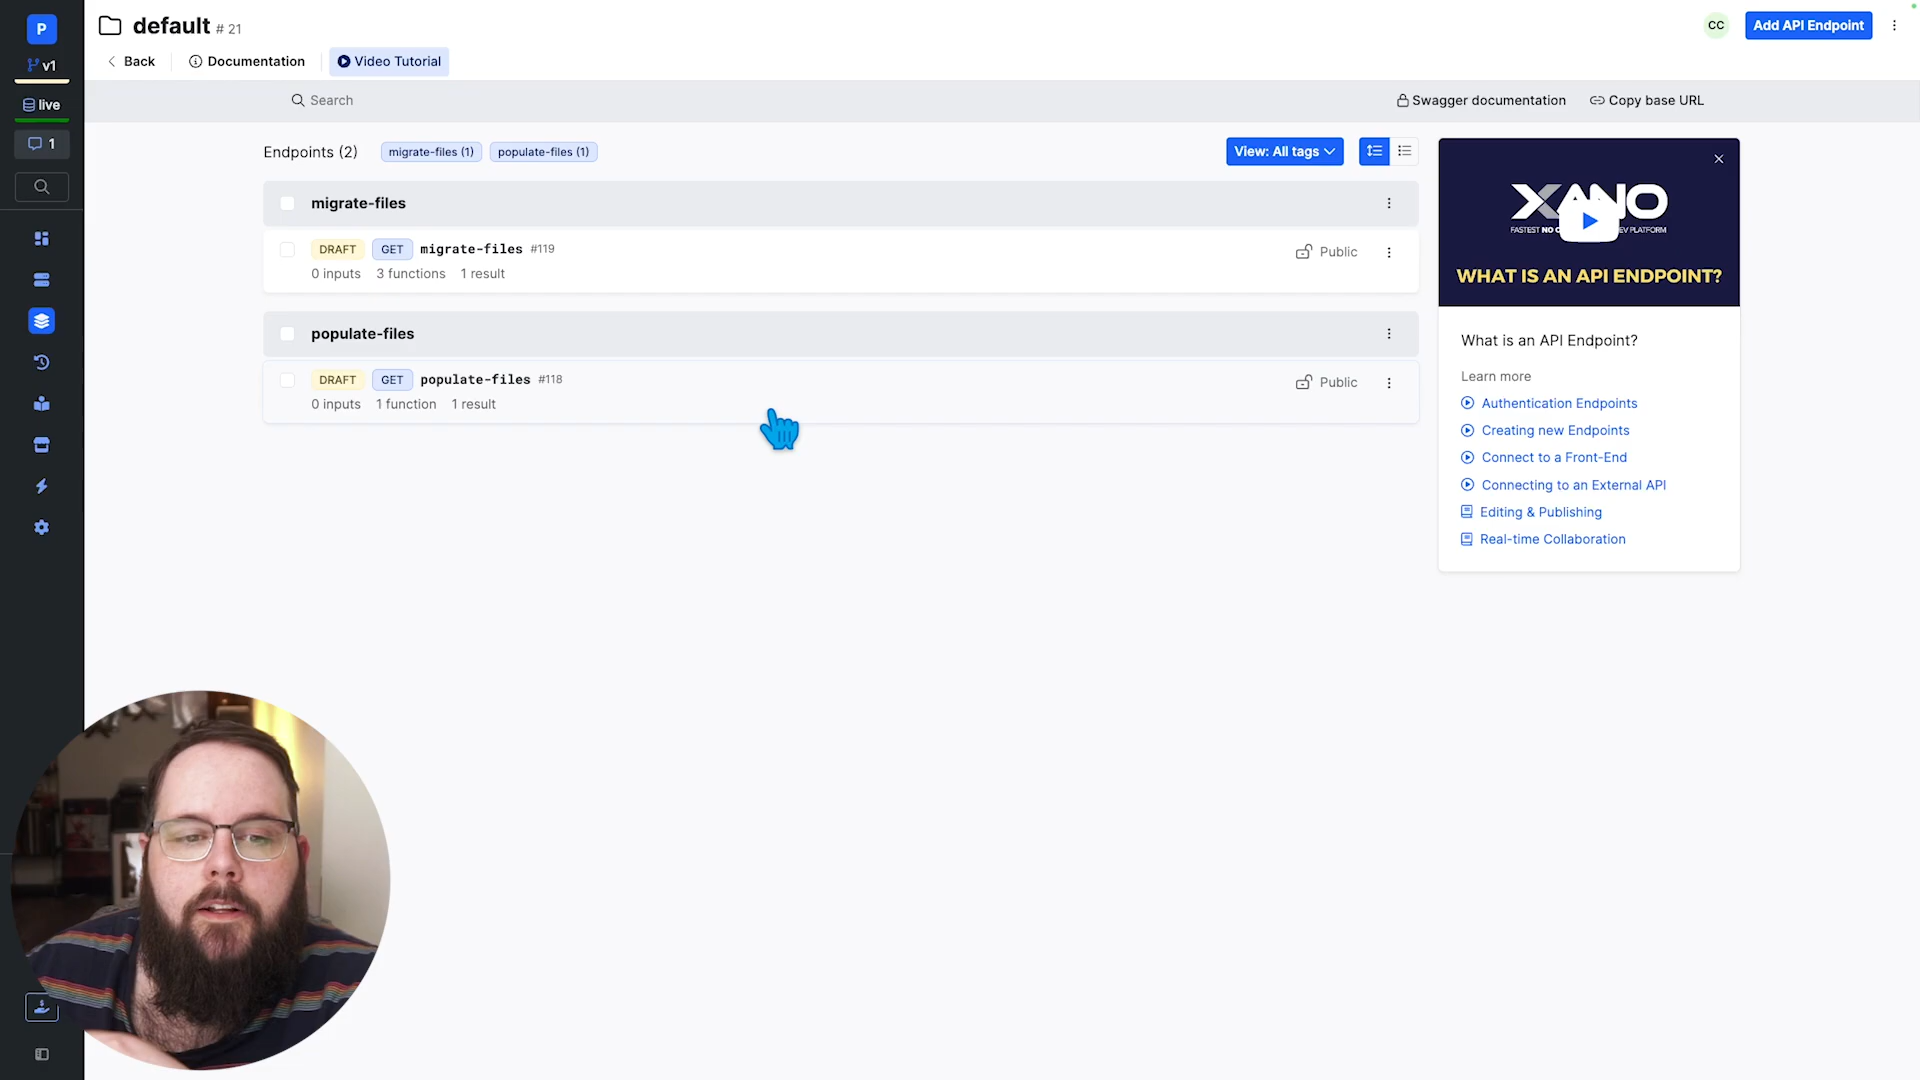 P
default # 21
CC
Add API Endpoint
v1
Back
Documentation
Video Tutorial
live
Search
Swagger documentation
Copy base URL
1
Endpoints (2)
migrate-files (1)
populate-files (1)
View: All tags
XANO
FASTEST NO C
EV PLATFORM
WHAT IS AN API ENDPOINT?
migrate-files
DRAFT GET migrate-files #119
Public
0 inputs 3 functions 1 result
populate-files
DRAFT GET populate-files #118
Public
0 inputs 1 function 1 result
What is an API Endpoint?
Learn more
Authentication Endpoints
Creating new Endpoints
Connect to a Front-End
Connecting to an External API
Editing & Publishing
Real-time Collaboration